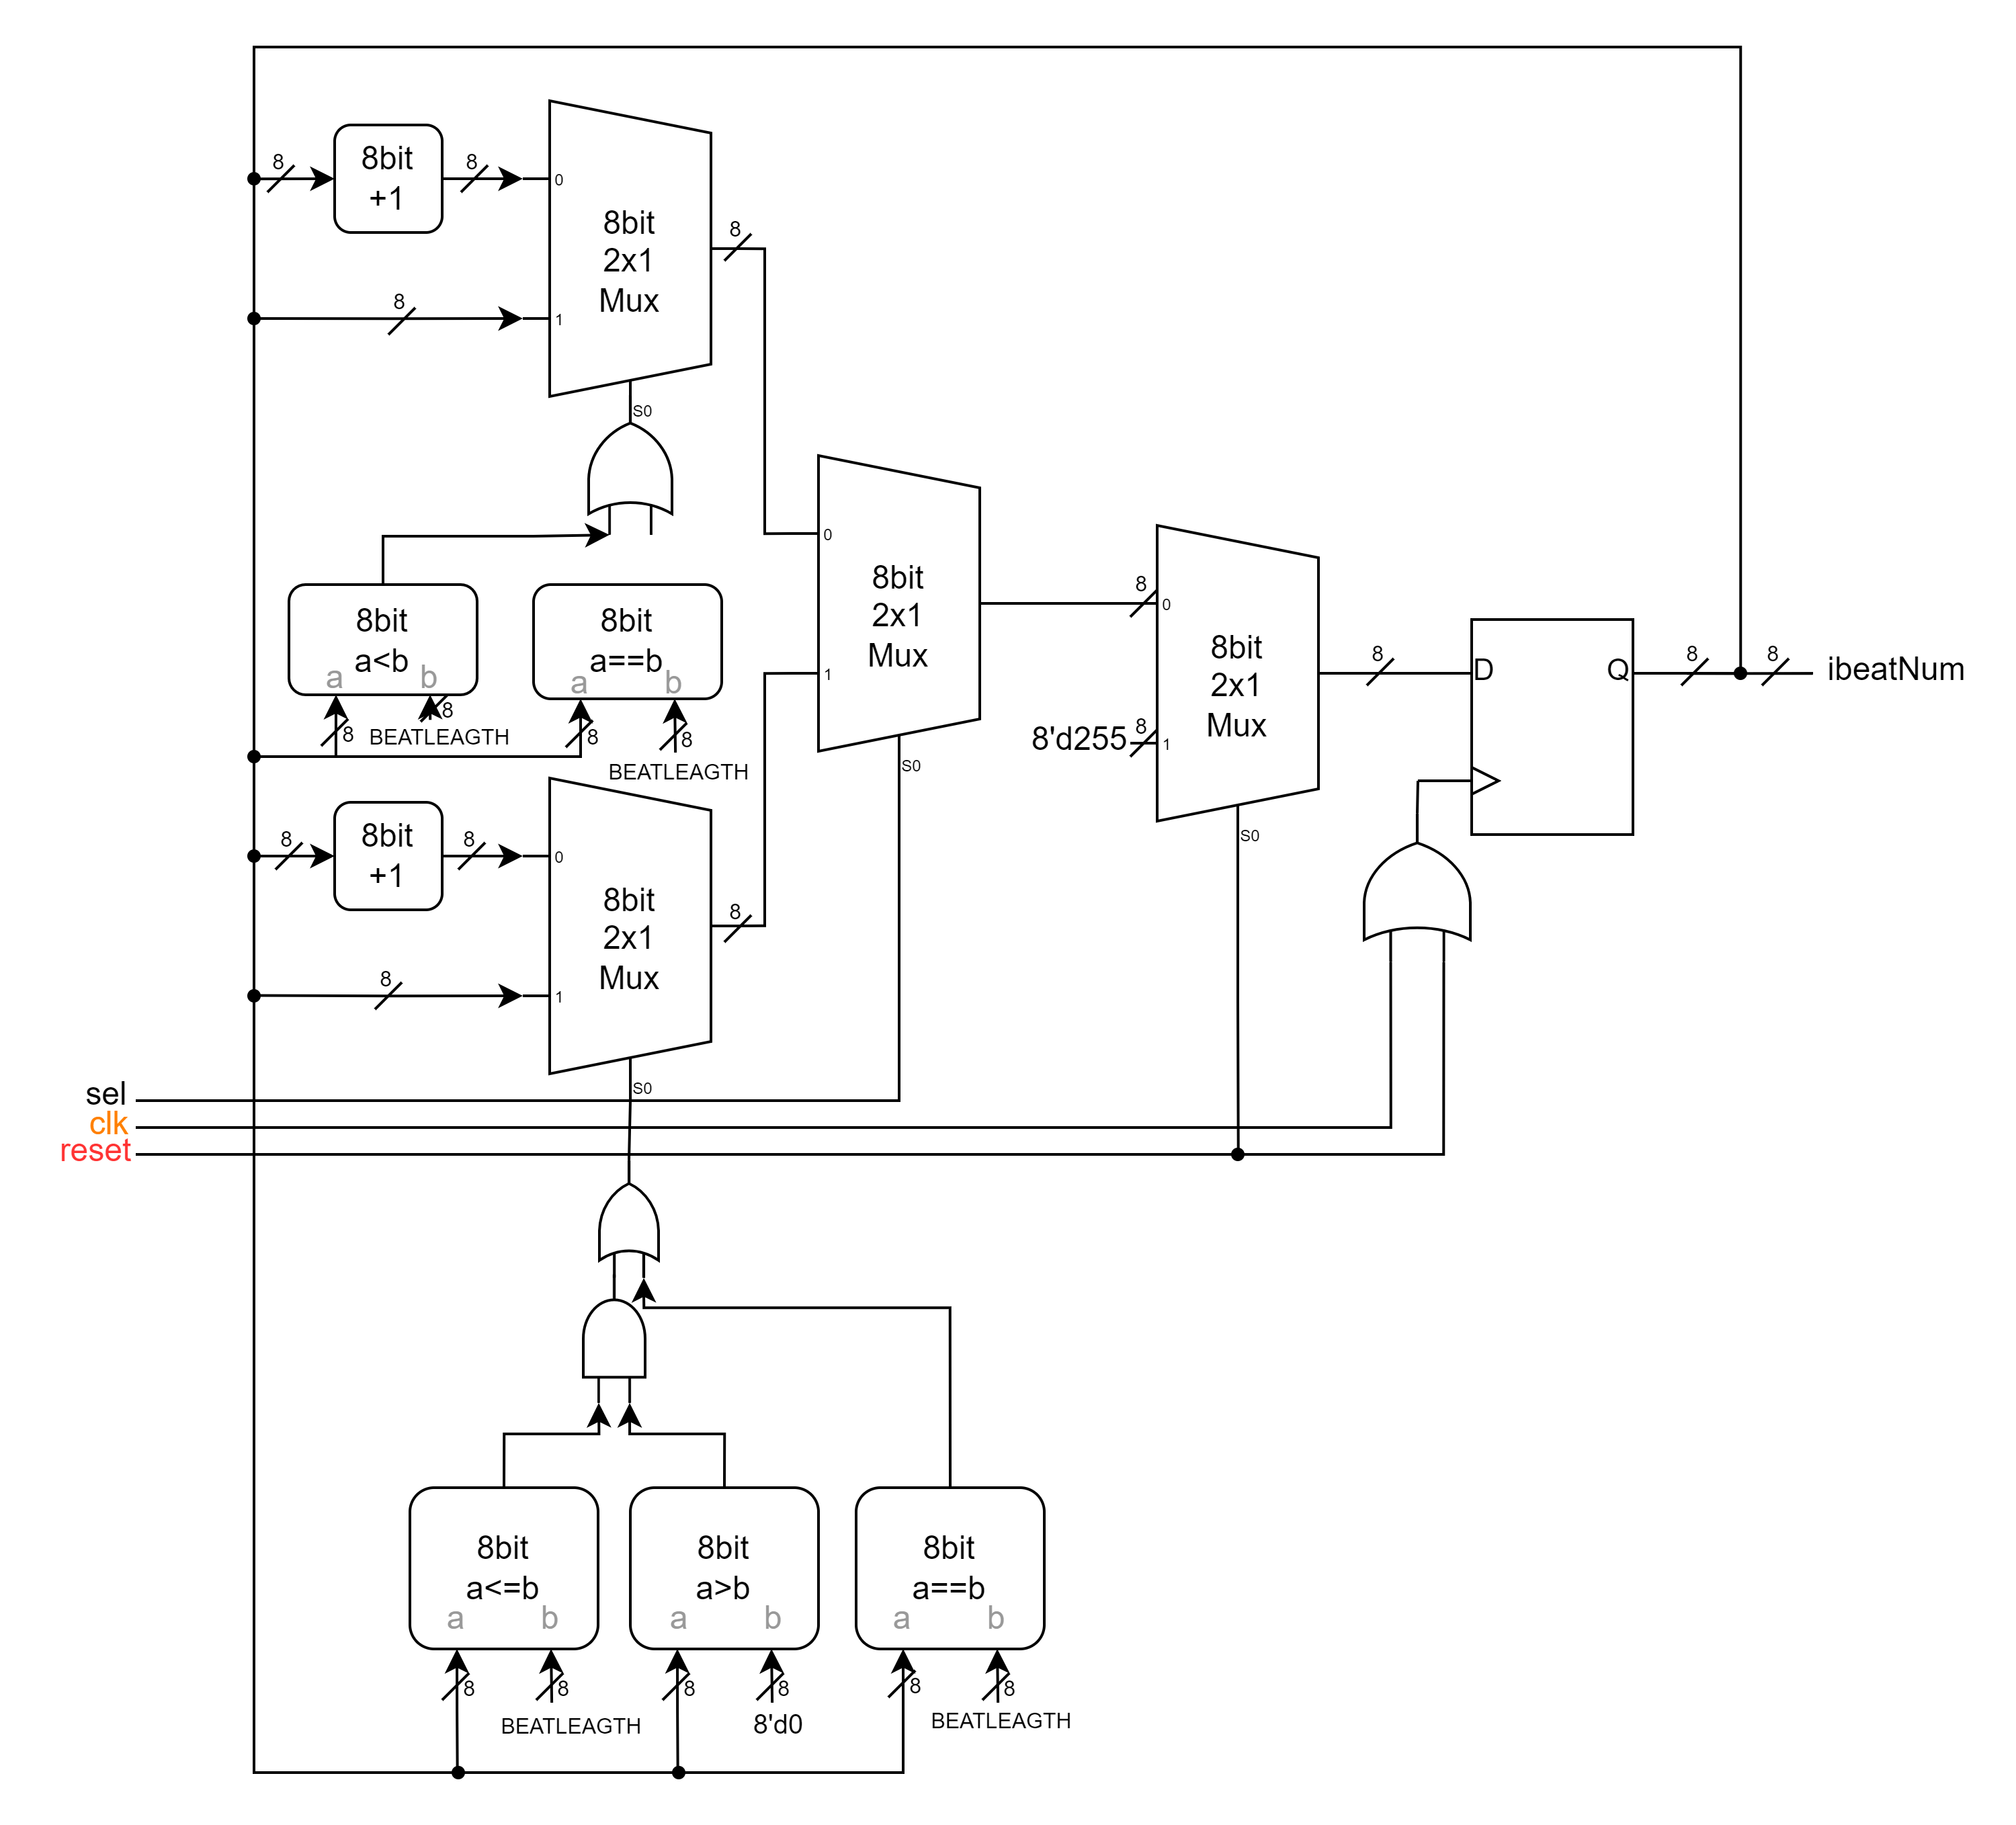 8
8bit
+1
8
0
8bit
2x1
Mux
8
8
1
S0
8bit
a<b
a
b
8
8
BEATLEAGTH
8bit
a==b
a
b
8
8
BEATLEAGTH
0
8bit
2x1
Mux
1
S0
8
0
8bit
2x1
Mux
8'd255
8
1
S0
8
D
Q
8
8
ibeatNum
8
8bit
+1
8
0
8bit
2x1
Mux
8
8
1
S0
sel
clk
reset
8bit
a<=b
a
b
8
8
BEATLEAGTH
8bit
a>b
a
b
8
8
8'd0
8bit
a==b
a
b
8
8
BEATLEAGTH